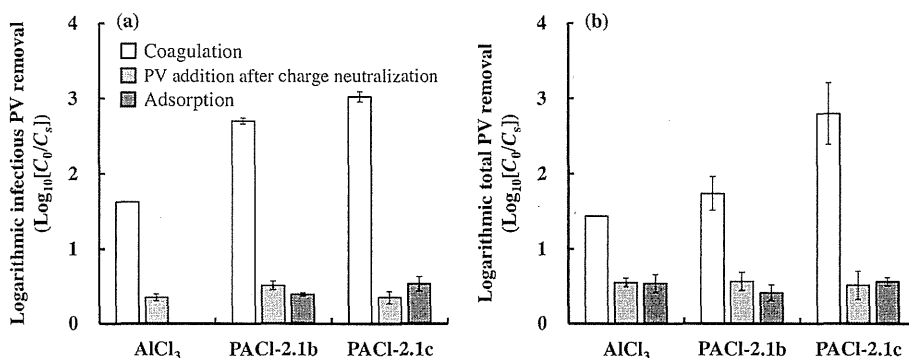 Logarithmic infectious PV removal
(Log₁₀[C₀/Cₛ])
4
3
2
1
0
(a)
Coagulation
PV addition after charge neutralization
Adsorption
AlCl₃
PACl-2.1b
PACl-2.1c
Logarithmic total PV removal
(Log₁₀[C₀/Cₛ])
4
3
2
1
0
(b)
AlCl₃
PACl-2.1b
PACl-2.1c